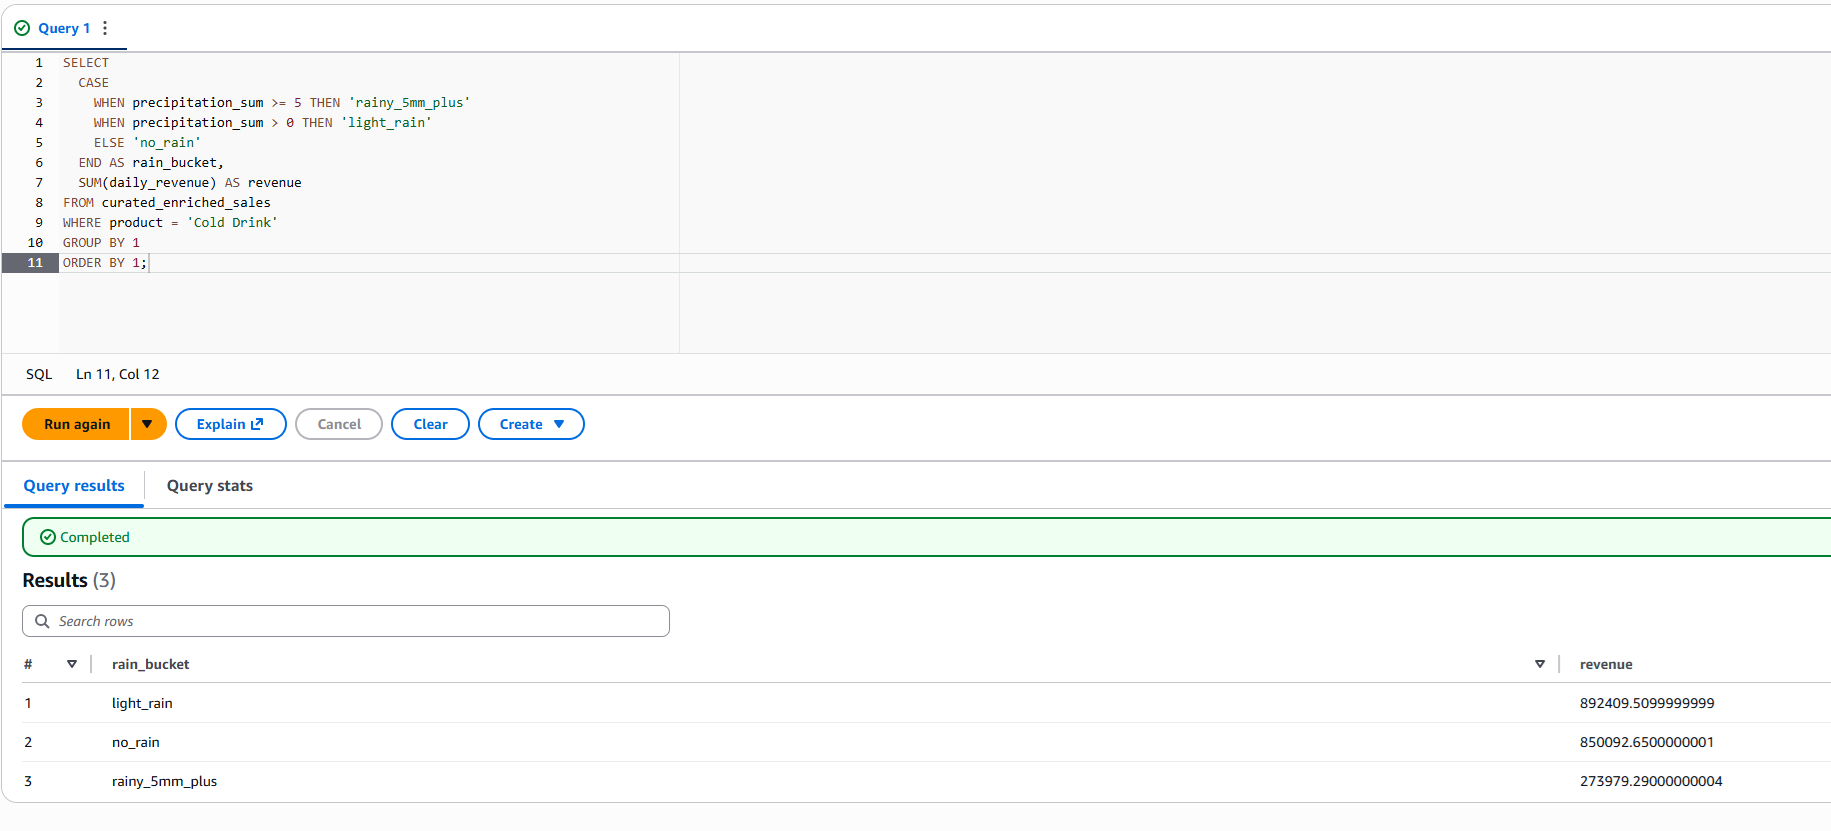 Query 1
1 SELECT
2 CASE
3 WHEN precipitation_sum >= 5 THEN 'rainy_5mm_plus'
4 WHEN precipitation_sum > 0 THEN 'light_rain'
5 ELSE 'no_rain'
6 END AS rain_bucket,
7 SUM(daily_revenue) AS revenue
8 FROM curated_enriched_sales
9 WHERE product = 'Cold Drink'
10 GROUP BY 1
11 ORDER BY 1;
SQL Ln 11, Col 12
Run again Explain Cancel Clear Create
Query results Query stats
Completed
Results (3)
Search rows
# rain_bucket revenue
1 light_rain 892409.5099999999
2 no_rain 850092.6500000001
3 rainy_5mm_plus 273979.29000000004